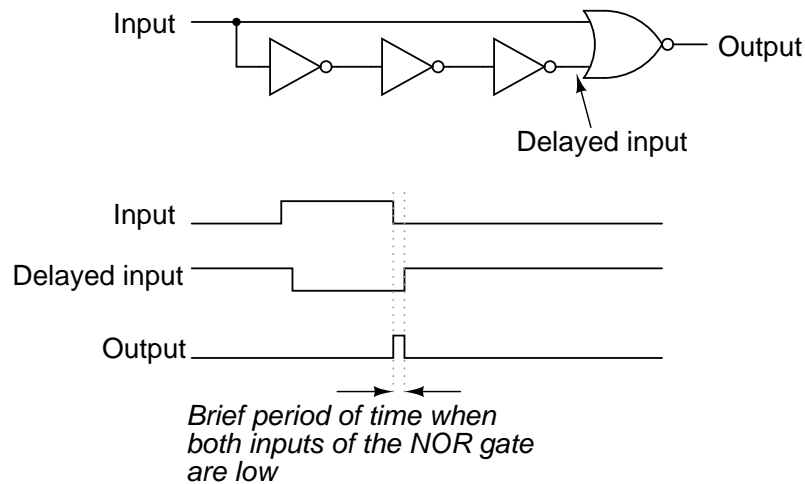 Input
Output
Delayed input
Input
Delayed input
Output
Brief period of time when
both inputs of the NOR gate
are low